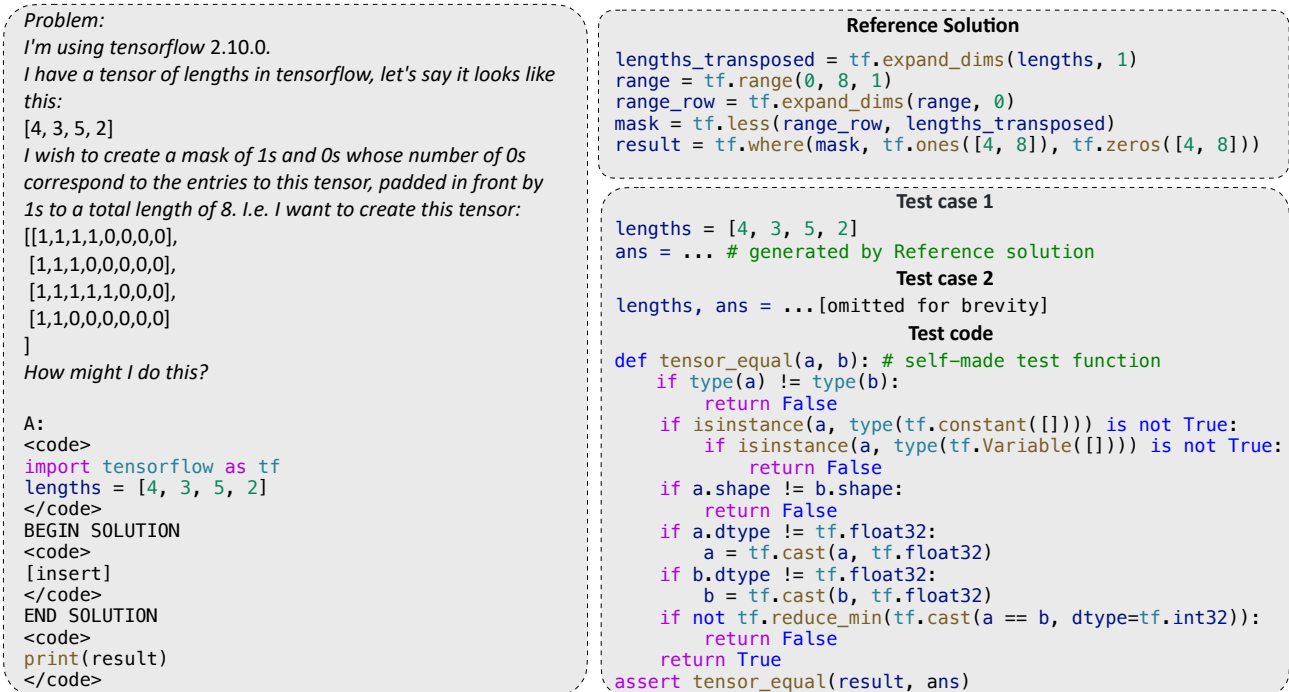 Problem:
I'm using tensorflow 2.10.0.
I have a tensor of lengths in tensorflow, let's say it looks like
this:
[4, 3, 5, 2]
I wish to create a mask of 1s and 0s whose number of 0s
correspond to the entries to this tensor, padded in front by
1s to a total length of 8. I.e. I want to create this tensor:
[[1,1,1,1,0,0,0,0],
 [1,1,1,0,0,0,0,0],
 [1,1,1,1,1,0,0,0],
 [1,1,0,0,0,0,0,0]
]
How might I do this?

A:
<code>
import tensorflow as tf
lengths = [4, 3, 5, 2]
</code>
BEGIN SOLUTION
<code>
[insert]
</code>
END SOLUTION
<code>
print(result)
</code>
Reference Solution
lengths_transposed = tf.expand_dims(lengths, 1)
range = tf.range(0, 8, 1)
range_row = tf.expand_dims(range, 0)
mask = tf.less(range_row, lengths_transposed)
result = tf.where(mask, tf.ones([4, 8]), tf.zeros([4, 8]))
Test case 1
lengths = [4, 3, 5, 2]
ans = ... # generated by Reference solution
Test case 2
lengths, ans = ...[omitted for brevity]
Test code
def tensor_equal(a, b): # self-made test function
    if type(a) != type(b):
        return False
    if isinstance(a, type(tf.constant([]))) is not True:
        if isinstance(a, type(tf.Variable([]))) is not True:
            return False
    if a.shape != b.shape:
        return False
    if a.dtype != tf.float32:
        a = tf.cast(a, tf.float32)
    if b.dtype != tf.float32:
        b = tf.cast(b, tf.float32)
    if not tf.reduce_min(tf.cast(a == b, dtype=tf.int32)):
        return False
    return True
assert tensor_equal(result, ans)